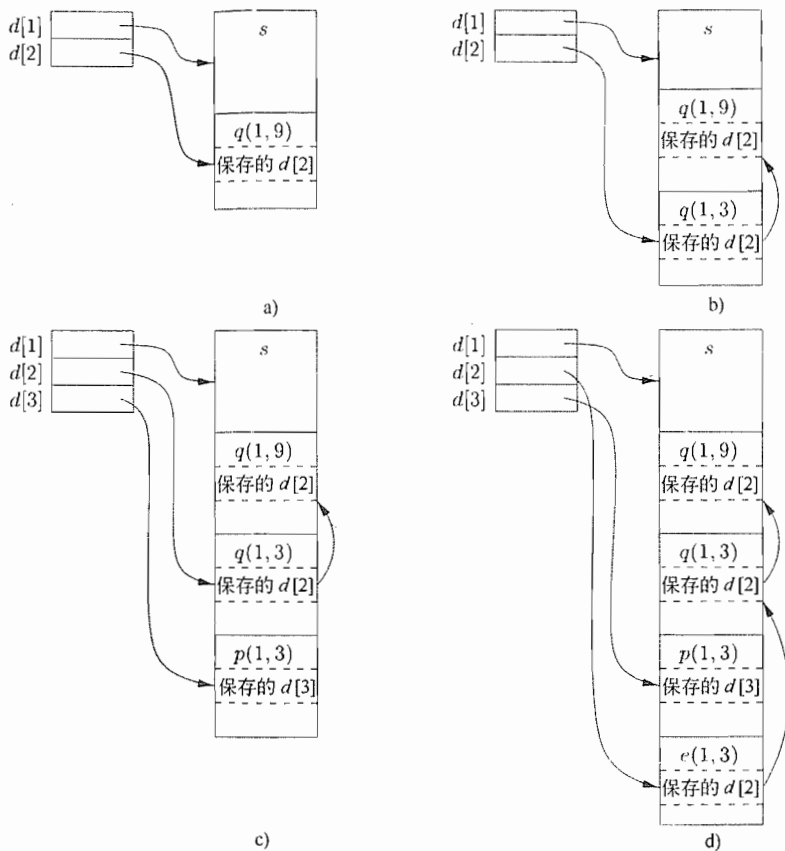 d[1]
d[2]
s
q(1,9)
保存的 d[2]
a)
d[1]
d[2]
s
q(1,9)
保存的 d[2]
q(1,3)
保存的 d[2]
b)
d[1]
d[2]
d[3]
s
q(1,9)
保存的 d[2]
q(1,3)
保存的 d[2]
p(1,3)
保存的 d[3]
c)
d[1]
d[2]
d[3]
s
q(1,9)
保存的 d[2]
q(1,3)
保存的 d[2]
p(1,3)
保存的 d[3]
e(1,3)
保存的 d[2]
d)